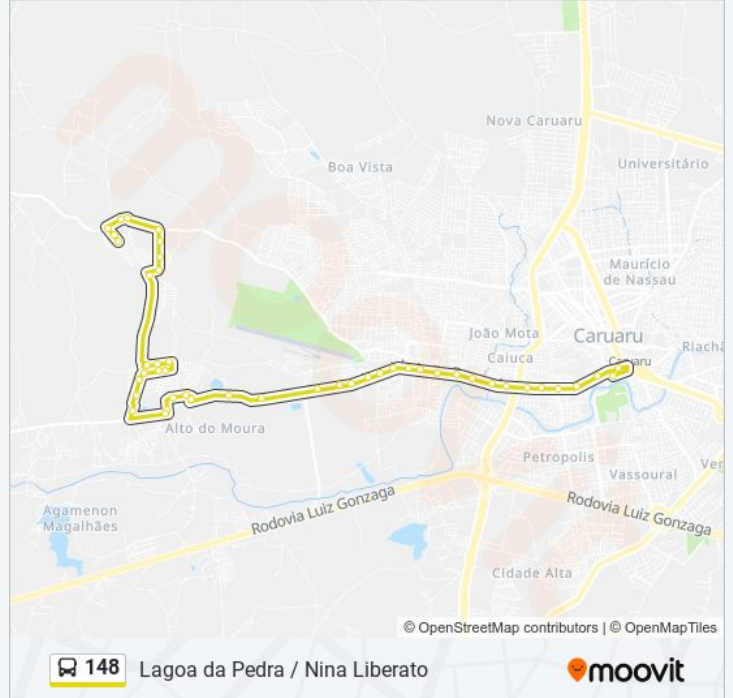 Nova Caruaru
Boa Vista
Universitário
Maurício
de Nassau
João Mota
Caiuca
Caruaru
Caruaru
Riachã
Alto do Moura
Petropolis
Vassoural
Ver
Agamenon
Magalhães
Rodovia Luiz Gonzaga
Rodovia Luiz Gonzaga
Cidade Alta
© OpenStreetMap contributors | © OpenMapTiles
148 Lagoa da Pedra / Nina Liberato
moovit